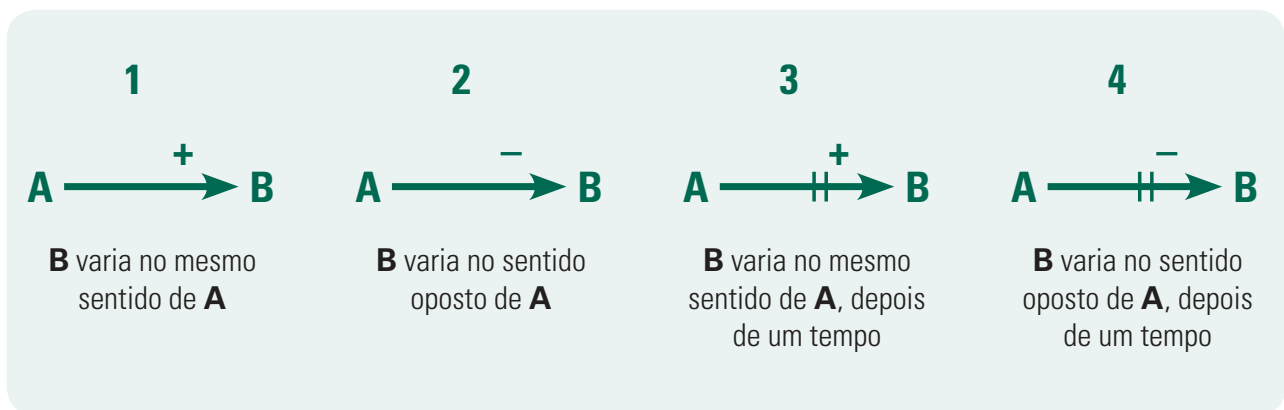 1
A + B
B varia no mesmo
sentido de A
2
A – B
B varia no sentido
oposto de A
3
A + B
B varia no mesmo
sentido de A, depois
de um tempo
4
A – B
B varia no sentido
oposto de A, depois
de um tempo